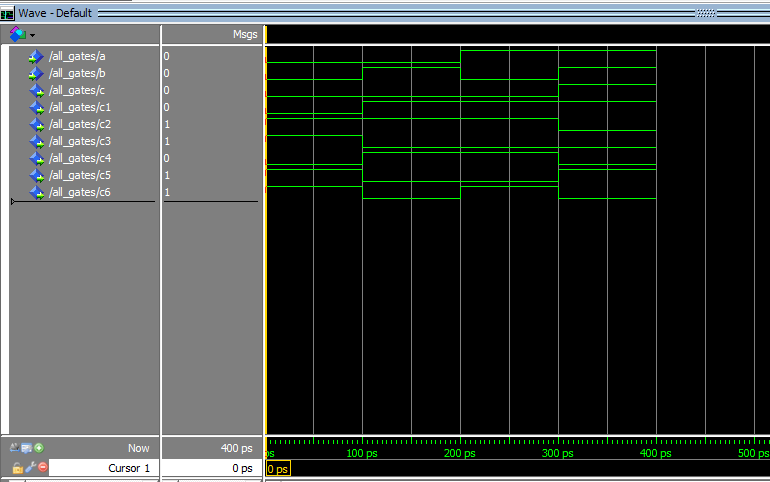 Wave - Default
Msgs
/all_gates/a 0
/all_gates/b 0
/all_gates/c 0
/all_gates/c1 0
/all_gates/c2 1
/all_gates/c3 1
/all_gates/c4 0
/all_gates/c5 1
/all_gates/c6 1
Now 400 ps ps 100 ps 200 ps 300 ps 400 ps 500 ps
Cursor 1 0 ps 0 ps